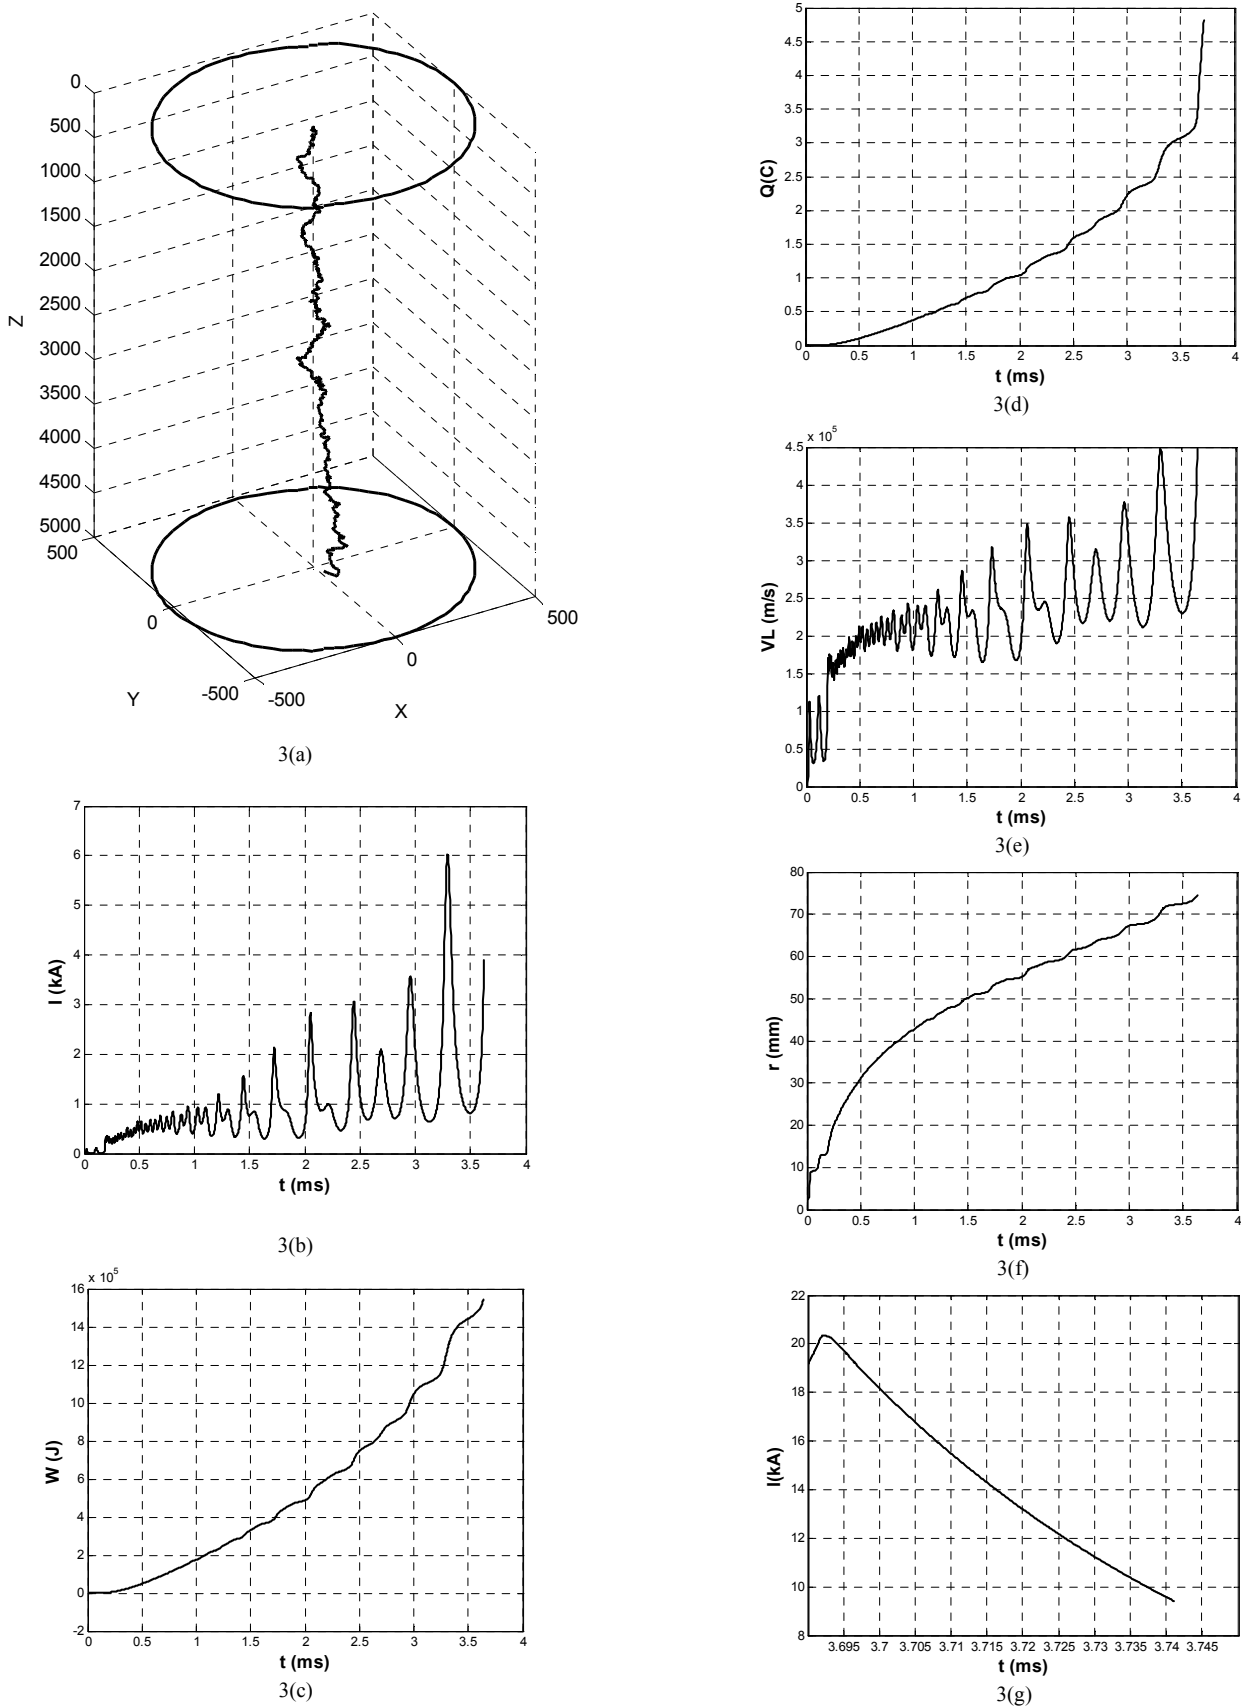 0
500
1000
1500
2000
2500
3000
3500
4000
4500
5000
Z
500
0
-500
Y
-500
0
500
X
3(a)
7
6
5
4
3
2
1
0
I (kA)
0 0.5 1 1.5 2 2.5 3 3.5 4
t (ms)
3(b)
x 10^5
16
14
12
10
8
6
4
2
0
-2
W (J)
0 0.5 1 1.5 2 2.5 3 3.5 4
t (ms)
3(c)
5
4.5
4
3.5
3
2.5
2
1.5
1
0.5
0
Q(C)
0 0.5 1 1.5 2 2.5 3 3.5 4
t (ms)
3(d)
x 10^5
4.5
4
3.5
3
2.5
2
1.5
1
0.5
0
VL (m/s)
0 0.5 1 1.5 2 2.5 3 3.5 4
t (ms)
3(e)
80
70
60
50
40
30
20
10
0
r (mm)
0 0.5 1 1.5 2 2.5 3 3.5 4
t (ms)
3(f)
22
20
18
16
14
12
10
8
I(kA)
3.695 3.7 3.705 3.71 3.715 3.72 3.725 3.73 3.735 3.74 3.745
t (ms)
3(g)